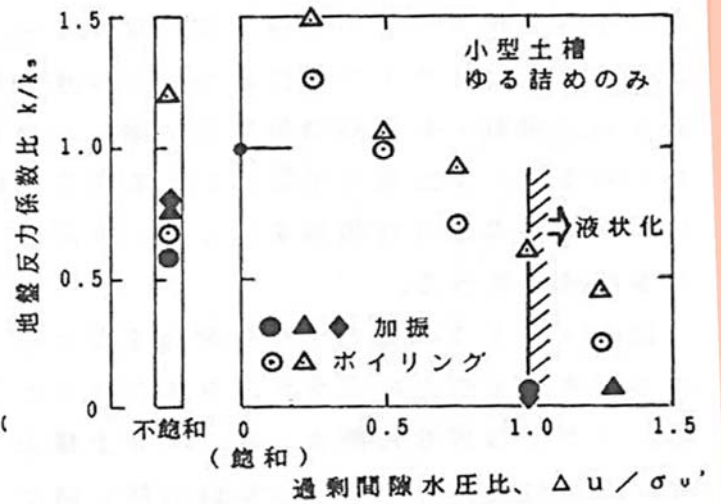 地盤反力係数比 k/ks
1.5
1.0
0.5
0
小型土槽
ゆる詰めのみ
液状化
加振
ボイリング
不飽和
0
0.5
1.0
1.5
(飽和)
過剰間隙水圧比、Δu/σv'